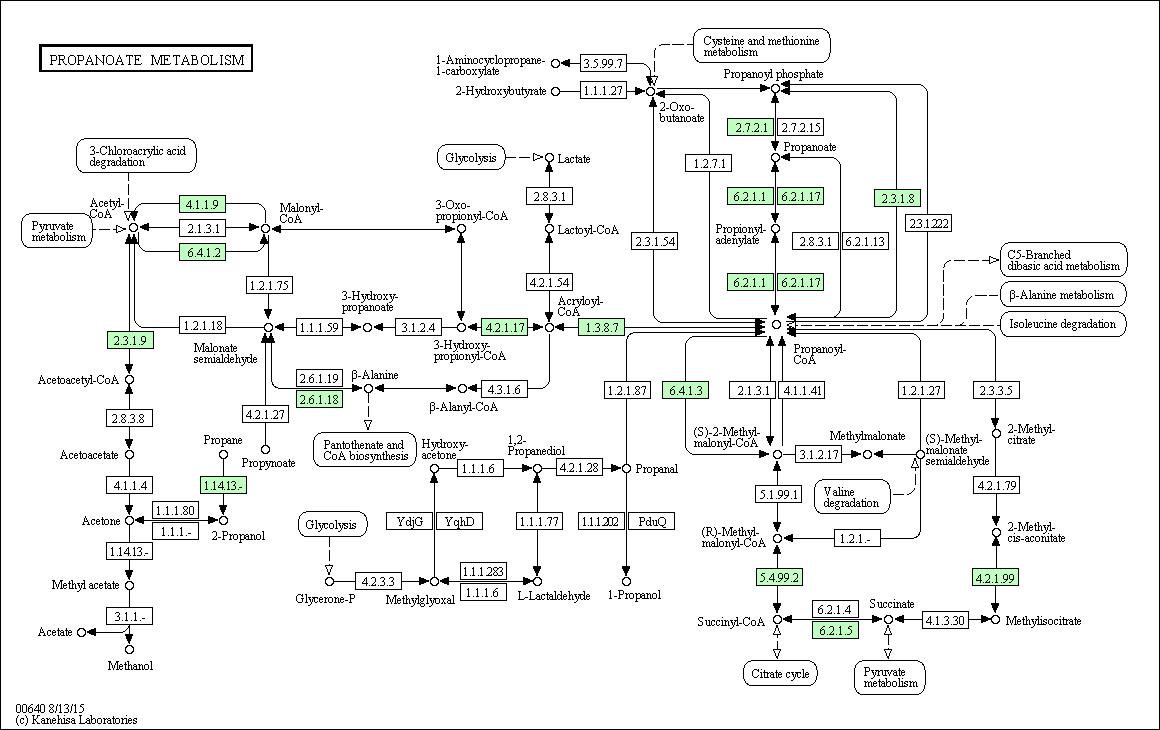 PROPANOATE METABOLISM
Cysteine and methionine
metabolism
1-Aminocyclopropane-
1-carboxylate
3.5.99.7
2-Hydroxybutyrate
1.1.1.27
2-Oxo-
butanoate
Propanoyl phosphate
2.7.2.1
2.7.2.15
Propanoate
3-Chloroacrylic acid
degradation
Glycolysis
Lactate
1.2.7.1
2.8.3.1
6.2.1.1
6.2.1.17
2.3.1.8
2.3.1.222
Acetyl-
CoA
4.1.1.9
Malonyl-
CoA
3-Oxo-
propionyl-CoA
Pyruvate
metabolism
2.1.3.1
Lactoyl-CoA
Propionyl-
adenylate
2.3.1.54
2.8.3.1
6.2.1.13
6.4.1.2
C5-Branched
dibasic acid metabolism
1.2.1.75
4.2.1.54
6.2.1.1
6.2.1.17
β-Alanine metabolism
3-Hydroxy-
propanoate
Acryloyl-
CoA
1.2.1.18
1.1.1.59
3.1.2.4
4.2.1.17
1.3.8.7
Isoleucine degradation
2.3.1.9
Malonate
semialdehyde
3-Hydroxy-
propionyl-CoA
Propanoyl-
CoA
Acetoacetyl-CoA
2.6.1.19
2.6.1.18
β-Alanine
4.3.1.6
β-Alanyl-CoA
1.2.1.87
6.4.1.3
2.1.3.1
4.1.1.41
1.2.1.27
2.3.3.5
2.8.3.8
4.2.1.27
Pantothenate and
CoA biosynthesis
Propane
Propynoate
Hydroxy-
acetone
1,2-
Propanediol
(S)-2-Methyl-
malonyl-CoA
Methylmalonate
(S)-Methyl-
malonate
semialdehyde
2-Methyl-
citrate
Acetoacetate
3.1.2.17
1.1.1.6
4.2.1.28
Propanal
4.1.1.4
1.14.13.-
5.1.99.1
Valine
degradation
4.2.1.79
Acetone
1.1.1.80
1.1.1.-
2-Propanol
Glycolysis
YdjG
YqhD
1.1.1.77
1.1.1.202
PduQ
(R)-Methyl-
malonyl-CoA
1.2.1.-
2-Methyl-
cis-aconitate
1.14.13.-
Methyl acetate
Glycerone-P
4.2.3.3
Methylglyoxal
1.1.1.283
1.1.1.6
L-Lactaldehyde
1-Propanol
5.4.99.2
4.2.1.99
3.1.1.-
Acetate
Methanol
Succinyl-CoA
6.2.1.4
6.2.1.5
Succinate
4.1.3.30
Methylisocitrate
Citrate cycle
Pyruvate
metabolism
00640 8/13/15
(c) Kanehisa Laboratories